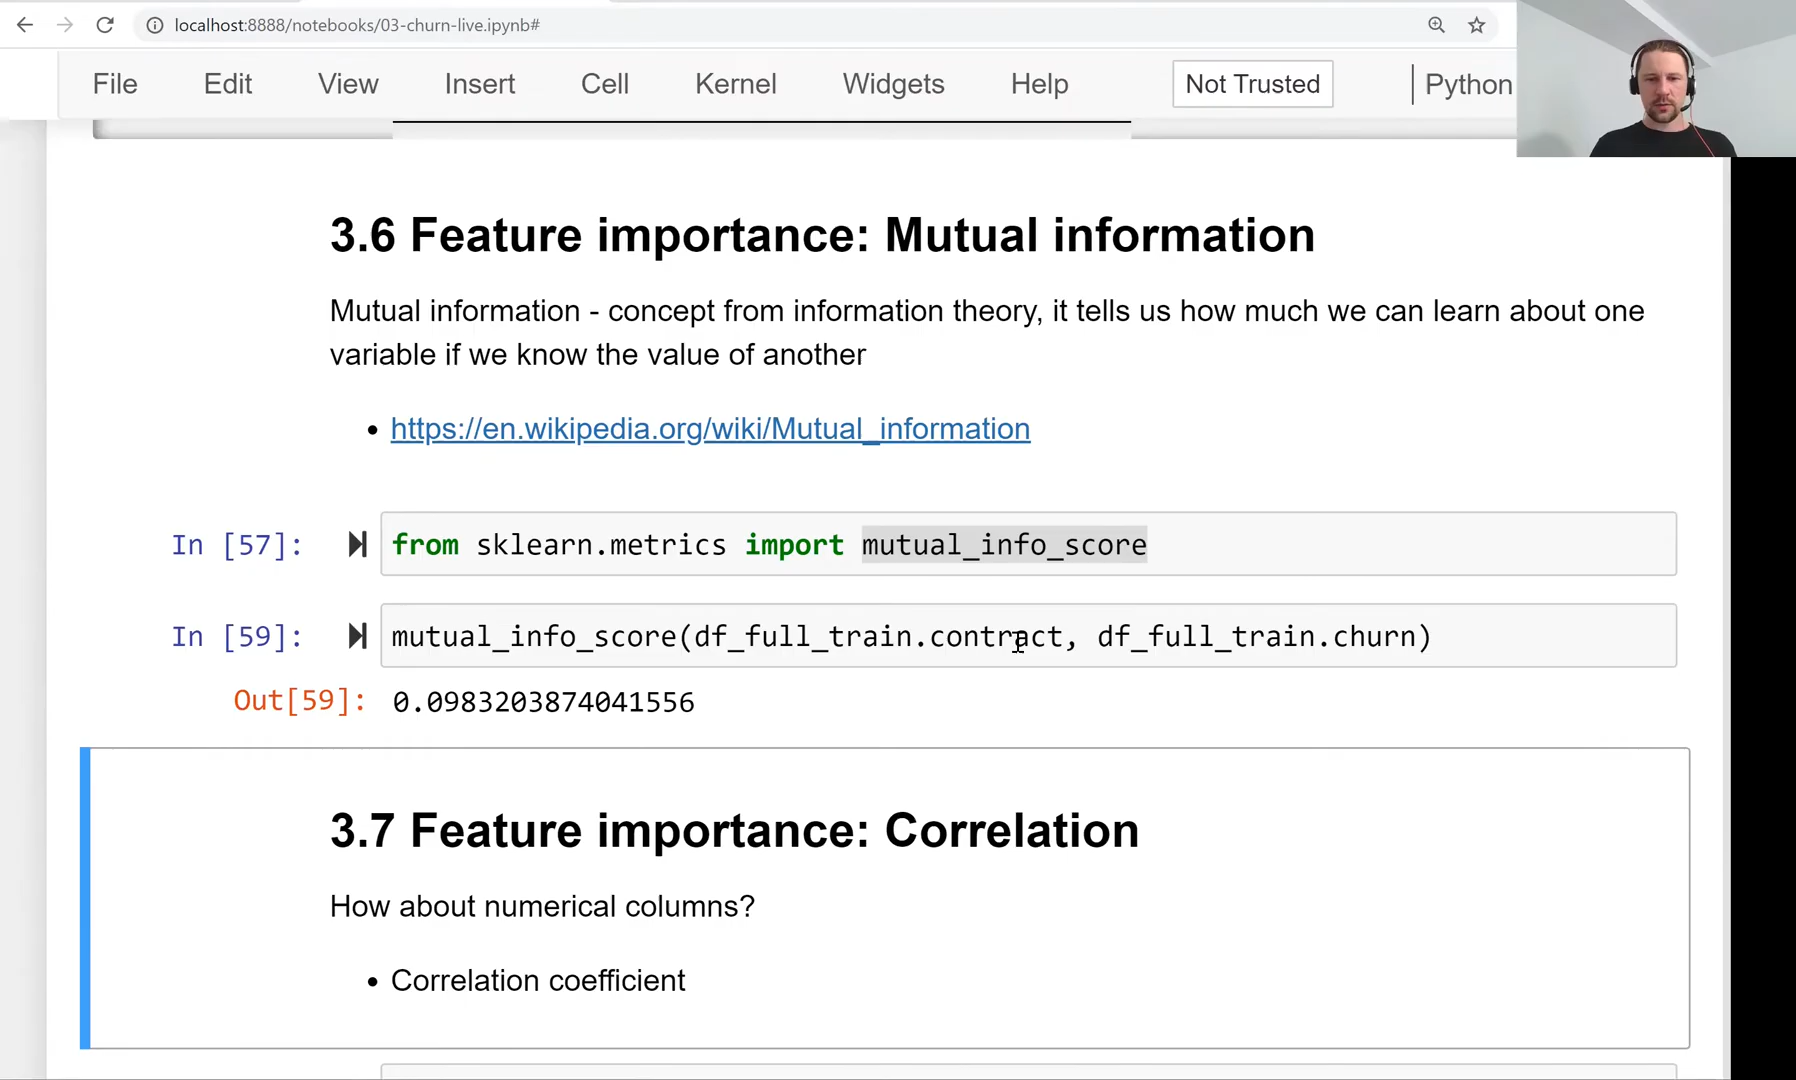 localhost:8888/notebooks/03-churn-live.ipynb#
File Edit View Insert Cell Kernel Widgets Help Not Trusted Python
3.6 Feature importance: Mutual information
Mutual information - concept from information theory, it tells us how much we can learn about one
variable if we know the value of another
https://en.wikipedia.org/wiki/Mutual_information
In [57]: from sklearn.metrics import mutual_info_score
In [59]: mutual_info_score(df_full_train.contract, df_full_train.churn)
Out[59]: 0.0983203874041556
3.7 Feature importance: Correlation
How about numerical columns?
Correlation coefficient